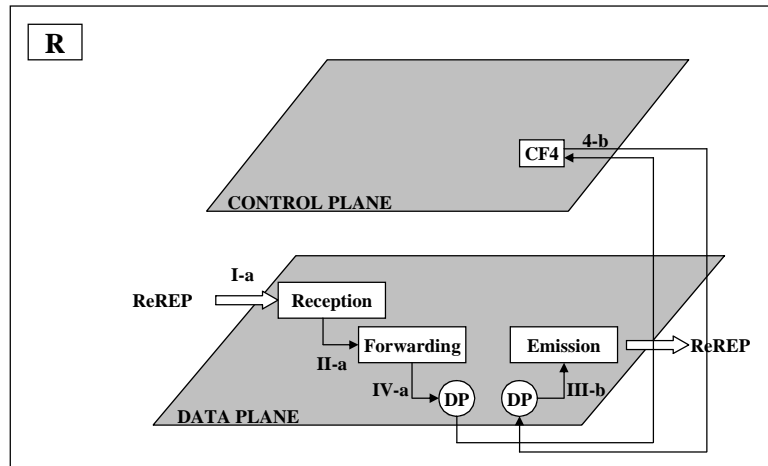 R
4-b
CF4
CONTROL PLANE
I-a
ReREP
Reception
Forwarding
Emission
ReREP
II-a
IV-a
DP
DP
III-b
DATA PLANE